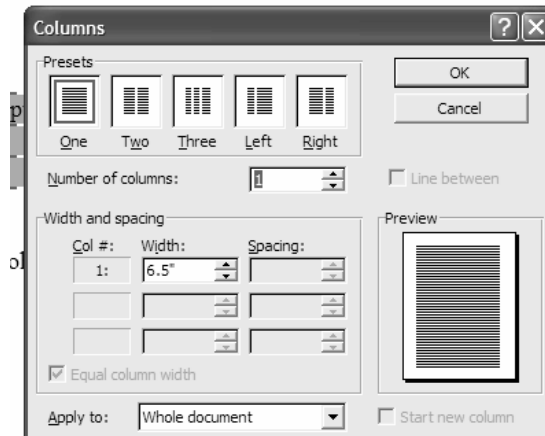 Columns
Presets
One Two Three Left Right
OK
Cancel
Number of columns: 1
Line between
Width and spacing
Col #: Width: Spacing:
1: 6.5"
Equal column width
Preview
Apply to: Whole document
Start new column